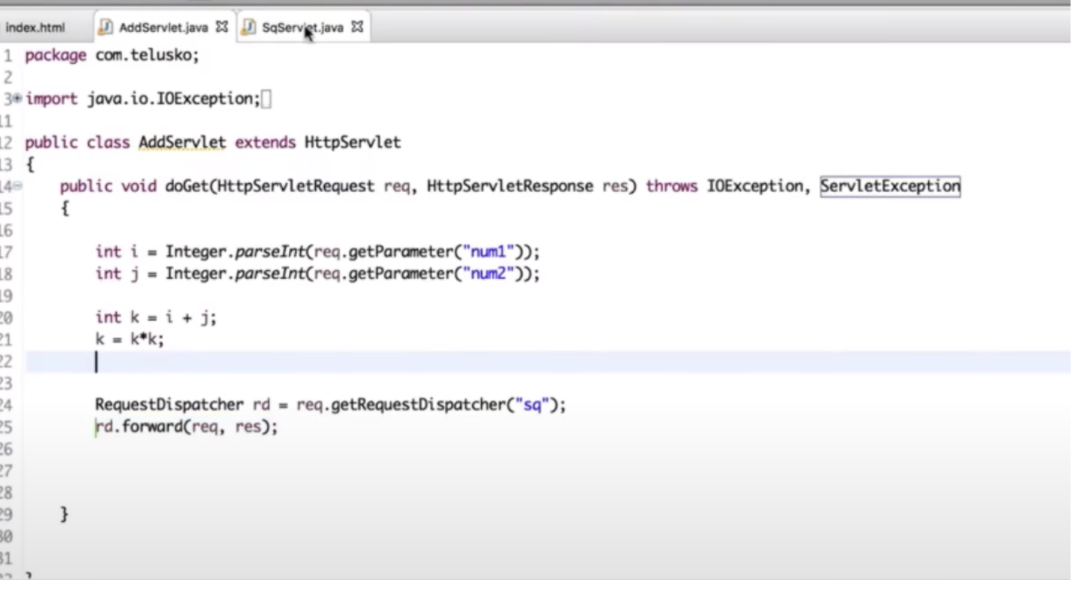 index.html AddServlet.java SqServlet.java
1 package com.telusko;
2
3 import java.io.IOException;
11
12 public class AddServlet extends HttpServlet
13 {
14 public void doGet(HttpServletRequest req, HttpServletResponse res) throws IOException, ServletException
15 {
16
17 int i = Integer.parseInt(req.getParameter("num1"));
18 int j = Integer.parseInt(req.getParameter("num2"));
19
20 int k = i + j;
21 k = k*k;
22
23
24 RequestDispatcher rd = req.getRequestDispatcher("sq");
25 rd.forward(req, res);
26
27
28
29 }
30
31